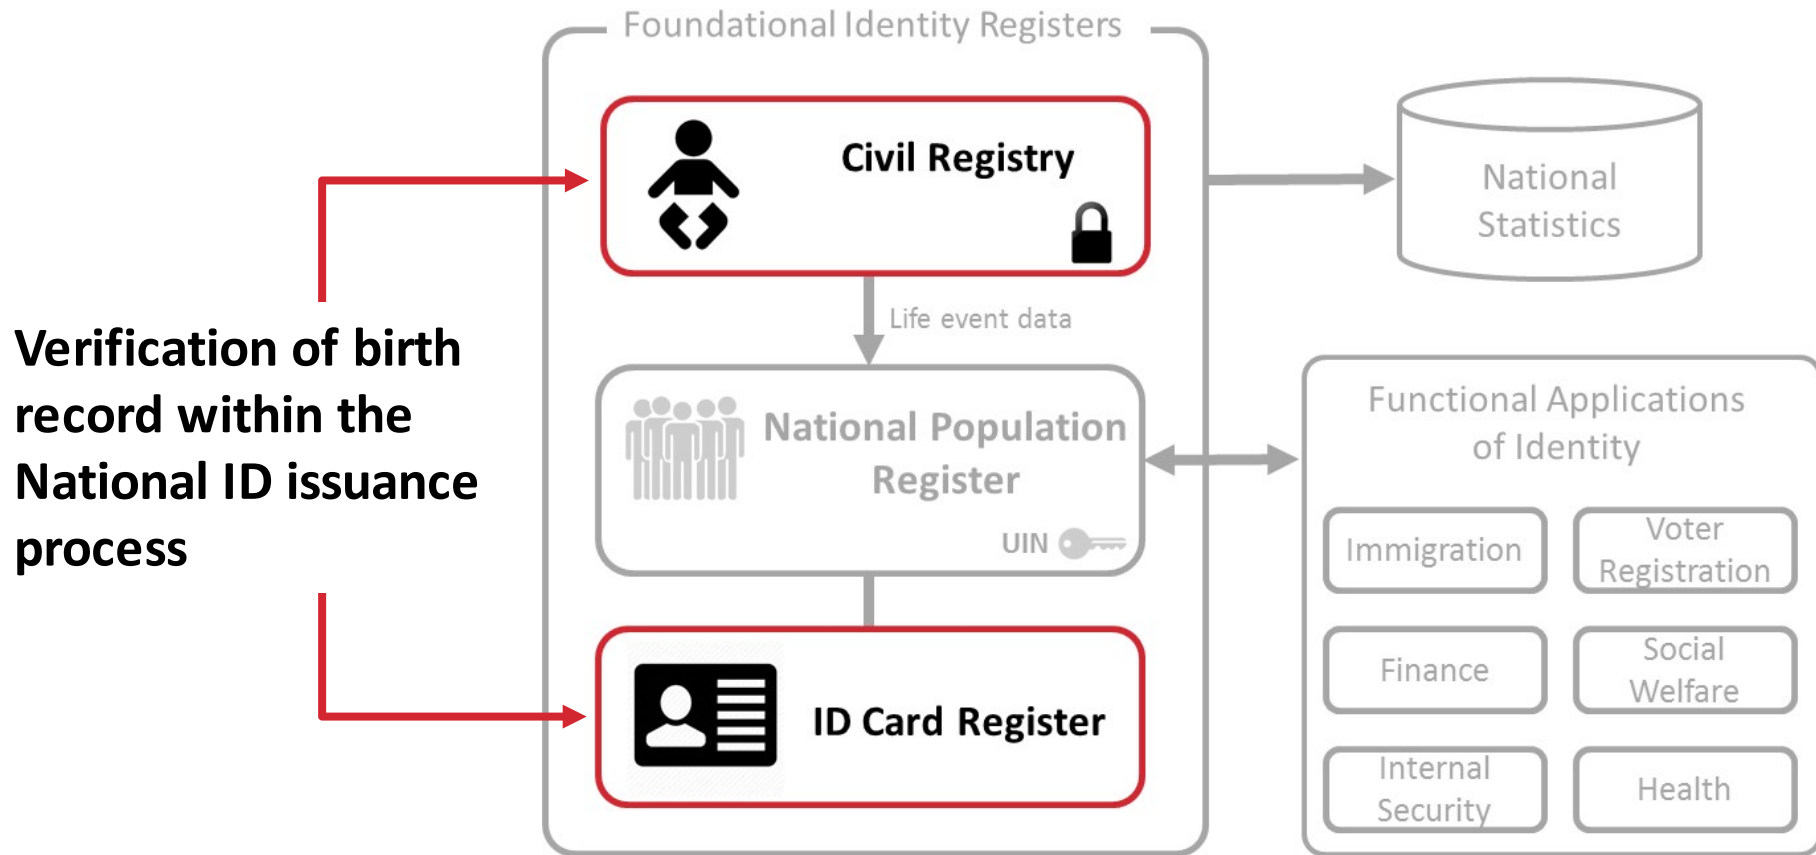 Foundational Identity Registers
Civil Registry
National
Statistics
Life event data
Verification of birth
record within the
National ID issuance
process
National Population
Register
UIN
Functional Applications
of Identity
Immigration
Voter
Registration
Finance
Social
Welfare
ID Card Register
Internal
Security
Health